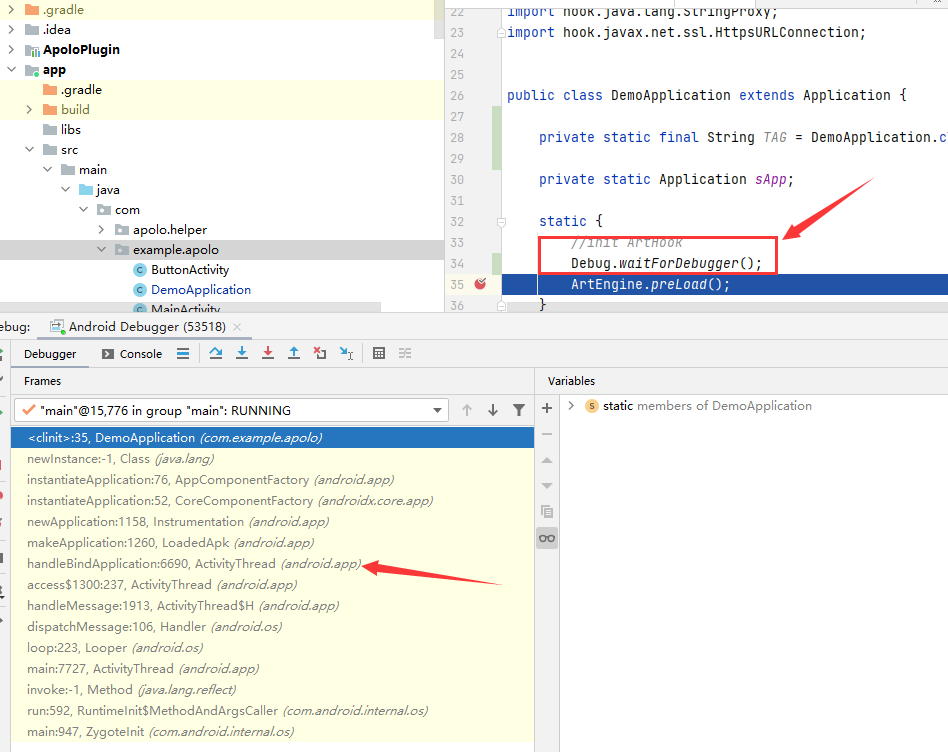 .gradle
.idea
ApoloPlugin
app
.gradle
build
libs
src
main
java
com
apolo.helper
example.apolo
ButtonActivity
DemoApplication
MainActivity
22 import hook.java.lang.StringProxy;
23 import hook.javax.net.ssl.HttpsURLConnection;
24
25
26 public class DemoApplication extends Application {
27
28 private static final String TAG = DemoApplication.c
29
30 private static Application sApp;
31
32 static {
33 //init ArtHook
34 Debug.waitForDebugger();
35 ArtEngine.preLoad();
36 }
ebug: Android Debugger (53518)
Debugger Console
Frames
"main"@15,776 in group "main": RUNNING
<clinit>:35, DemoApplication (com.example.apolo)
newInstance:-1, Class (java.lang)
instantiateApplication:76, AppComponentFactory (android.app)
instantiateApplication:52, CoreComponentFactory (androidx.core.app)
newApplication:1158, Instrumentation (android.app)
makeApplication:1260, LoadedApk (android.app)
handleBindApplication:6690, ActivityThread (android.app)
access$1300:237, ActivityThread (android.app)
handleMessage:1913, ActivityThread$H (android.app)
dispatchMessage:106, Handler (android.os)
loop:223, Looper (android.os)
main:7727, ActivityThread (android.app)
invoke:-1, Method (java.lang.reflect)
run:592, RuntimeInit$MethodAndArgsCaller (com.android.internal.os)
main:947, ZygoteInit (com.android.internal.os)
Variables
static members of DemoApplication